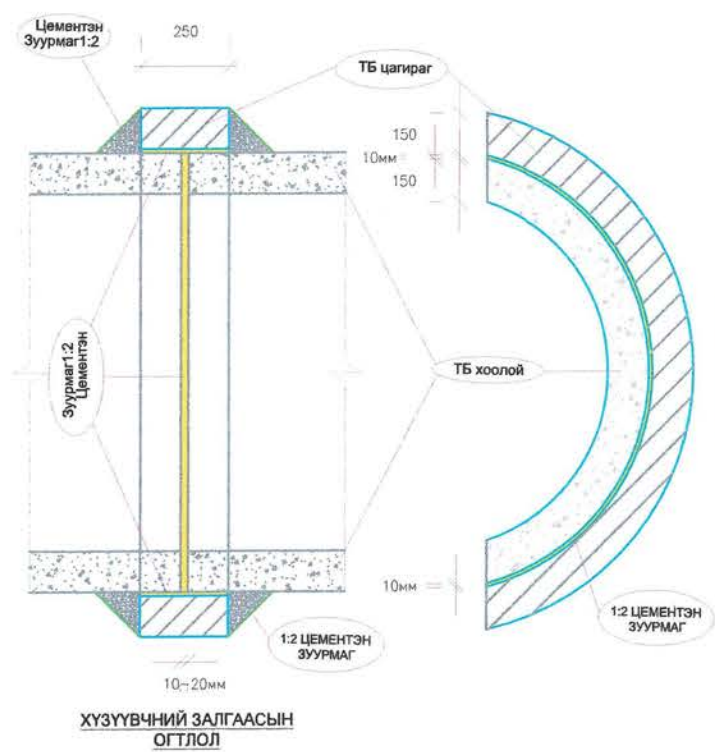 Цементэн
Зуурмаг1:2
250
ТБ цагираг
150
10мм
150
Зуурмаг1:2
Цементэн
ТБ хоолой
10мм
1:2 ЦЕМЕНТЭН
ЗУУРМАГ
1:2 ЦЕМЕНТЭН
ЗУУРМАГ
10~20мм
ХҮЗҮҮВЧНИЙ ЗАЛГААСЫН
ОГТЛОЛ